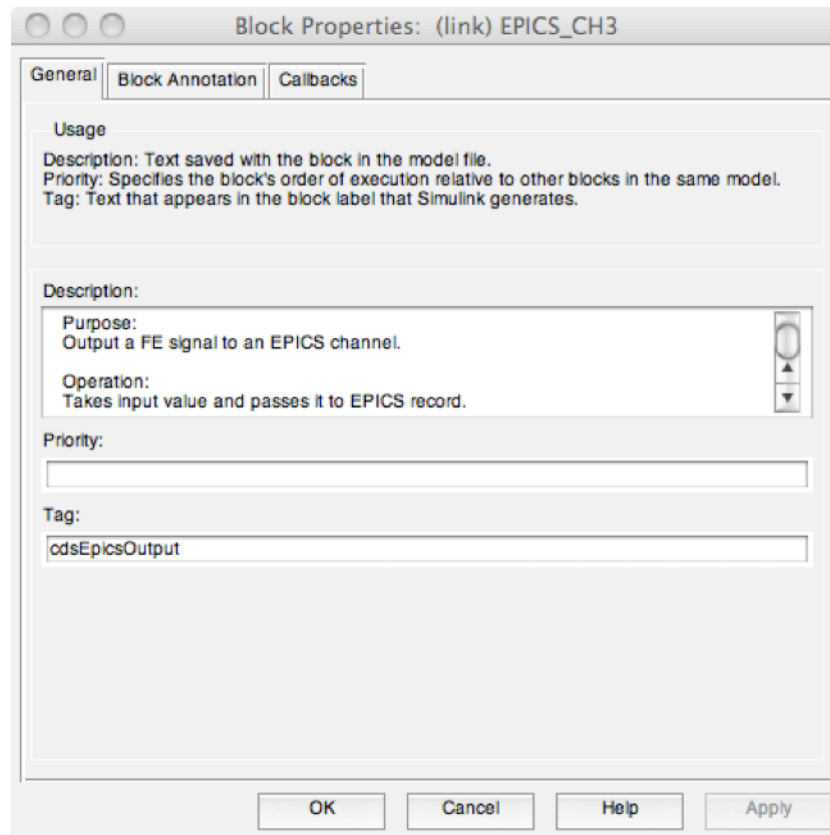 Block Properties: (link) EPICS_CH3
General Block Annotation Callbacks
Usage
Description: Text saved with the block in the model file.
Priority: Specifies the block's order of execution relative to other blocks in the same model.
Tag: Text that appears in the block label that Simulink generates.
Description:
Purpose:
Output a FE signal to an EPICS channel.
Operation:
Takes input value and passes it to EPICS record.
Priority:
Tag:
cdsEpicsOutput
OK Cancel Help Apply